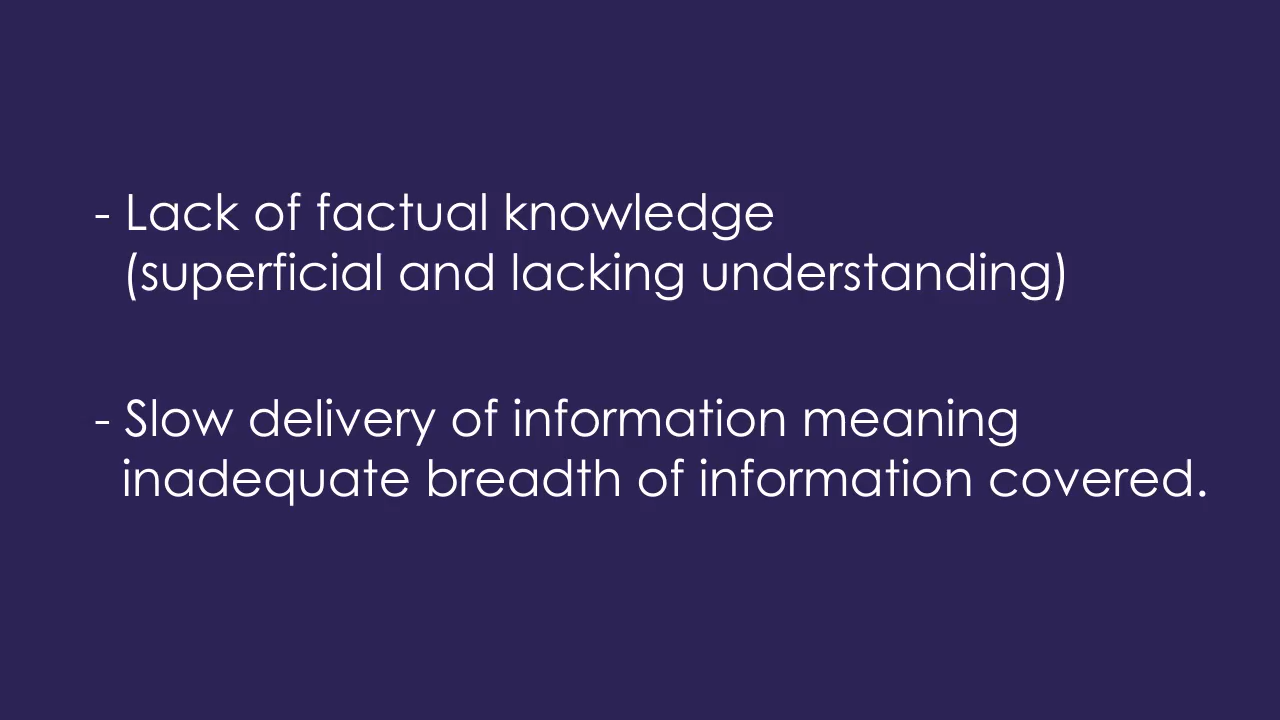 - Lack of factual knowledge
(superficial and lacking understanding)
- Slow delivery of information meaning
inadequate breadth of information covered.